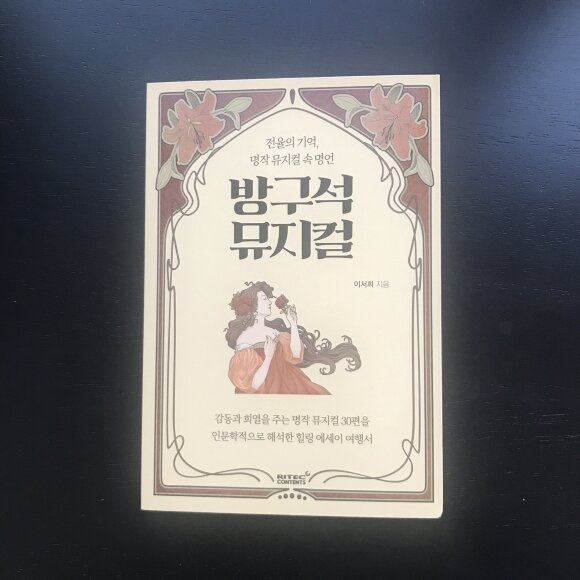 전율의 기억,
명작 뮤지컬 속 명언
방구석
뮤지컬
이서희 지음
감동과 희열을 주는 명작 뮤지컬 30편을
인문학적으로 해석한 힐링 에세이 여행서
RITEC
CONTENTS